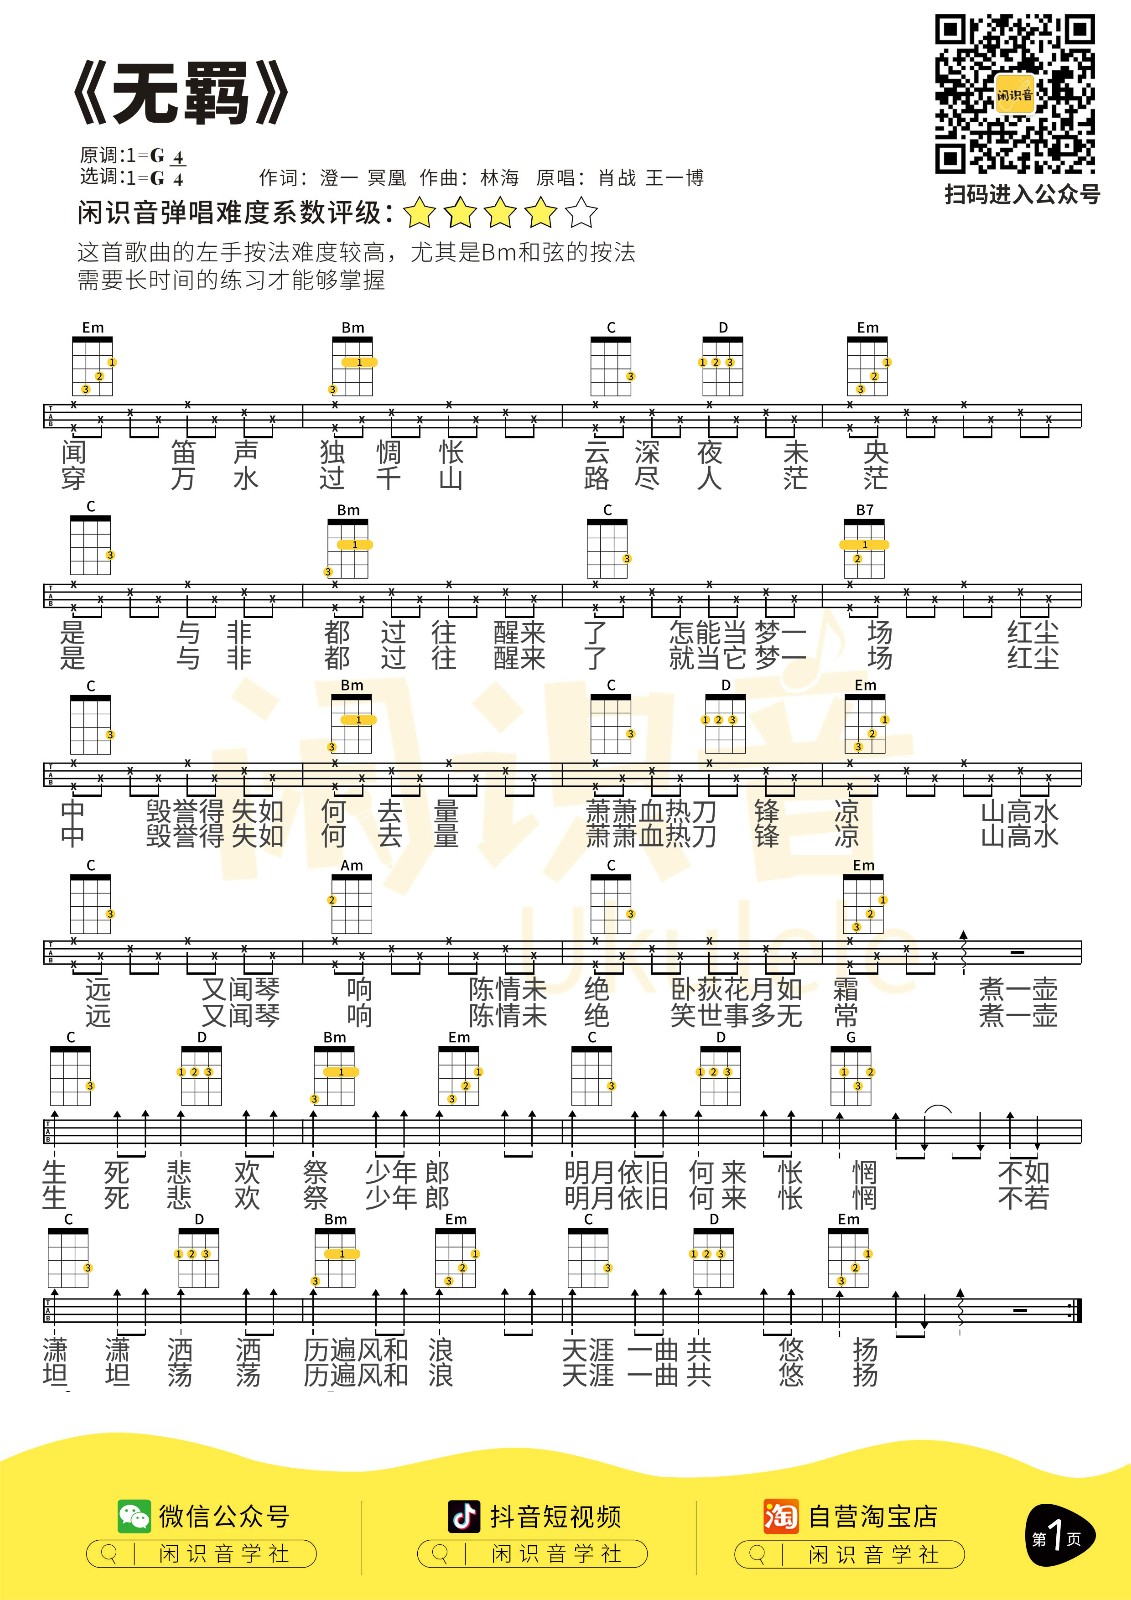 《无羁》
闲识音
扫码进入公众号
原调:1=G 4/4
选调:1=G
作词：澄一 冥凰 作曲：林海 原唱：肖战 王一博
闲识音弹唱难度系数评级：
这首歌曲的左手按法难度较高，尤其是Bm和弦的按法
需要长时间的练习才能够掌握
Em Bm C D Em
闻 笛 声 独 惆 怅 云 深 夜 未 央
穿 万 水 过 千 山 路 尽 人 茫 茫
C Bm C B7
是 与 非 都 过 往 醒来 了 怎能当 梦一 场 红尘
是 与 非 都 过 往 醒来 了 就当它 梦一 场 红尘
C Bm C D Em
中 毁誉得 失如 何 去 量 萧萧血热刀 锋 凉 山高水
中 毁誉得 失如 何 去 量 萧萧血热刀 锋 凉 山高水
C Am C Em
远 又闻琴 响 陈情未 绝 卧荻花月如 霜 煮一壶
远 又闻琴 响 陈情未 绝 笑世事多无 常 煮一壶
C D Bm Em C D G
生 死 悲 欢 祭 少年 郎 明月依旧 何 来 怅 惘 不如
生 死 悲 欢 祭 少年 郎 明月依旧 何 来 怅 惘 不若
C D Bm Em C D Em
潇 潇 洒 洒 历遍风和 浪 天涯 一曲 共 悠 扬
坦 坦 荡 荡 历遍风和 浪 天涯 一曲 共 悠 扬
闲识音
Ukulele
微信公众号
闲识音学社
抖音短视频
闲识音学社
淘 自营淘宝店
闲识音学社
第1页